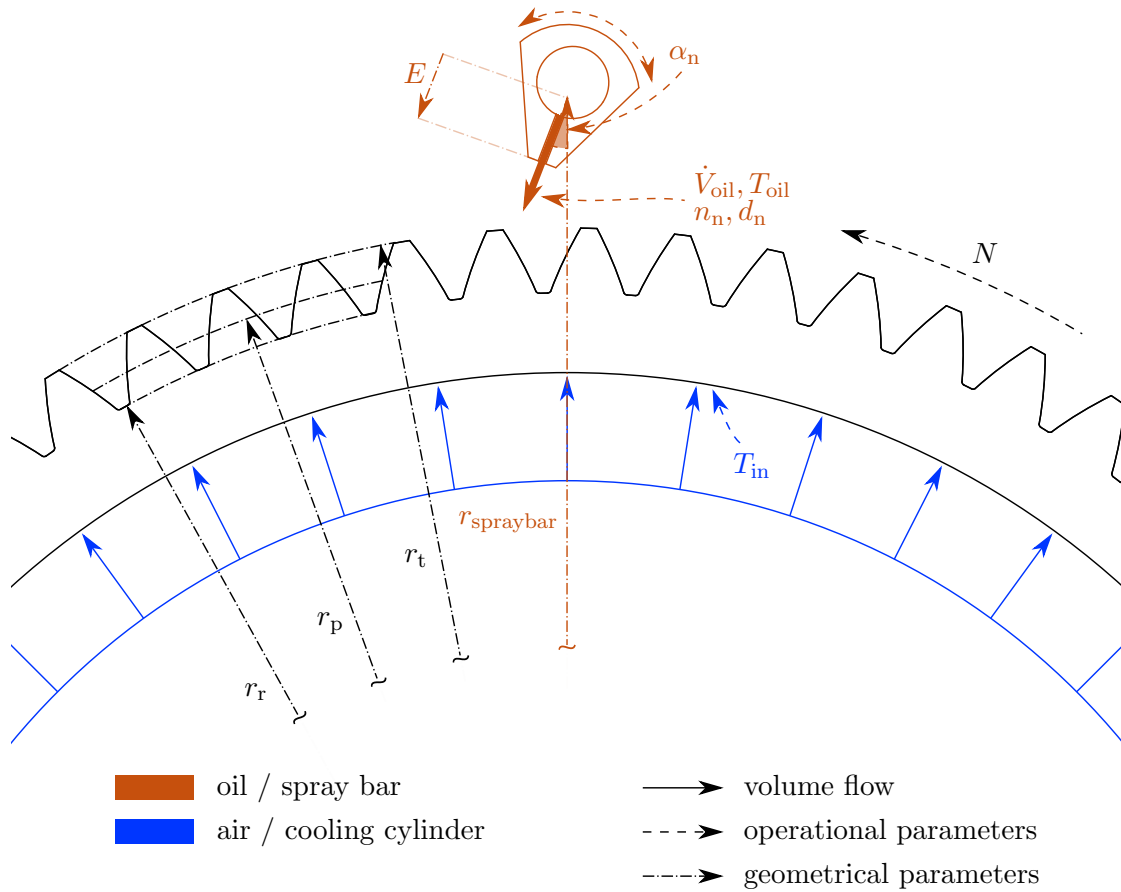 α_n
E
V̇_oil, T_oil
n_n, d_n
N
T_in
r_spraybar
r_t
r_p
r_r
oil / spray bar
air / cooling cylinder
volume flow
operational parameters
geometrical parameters